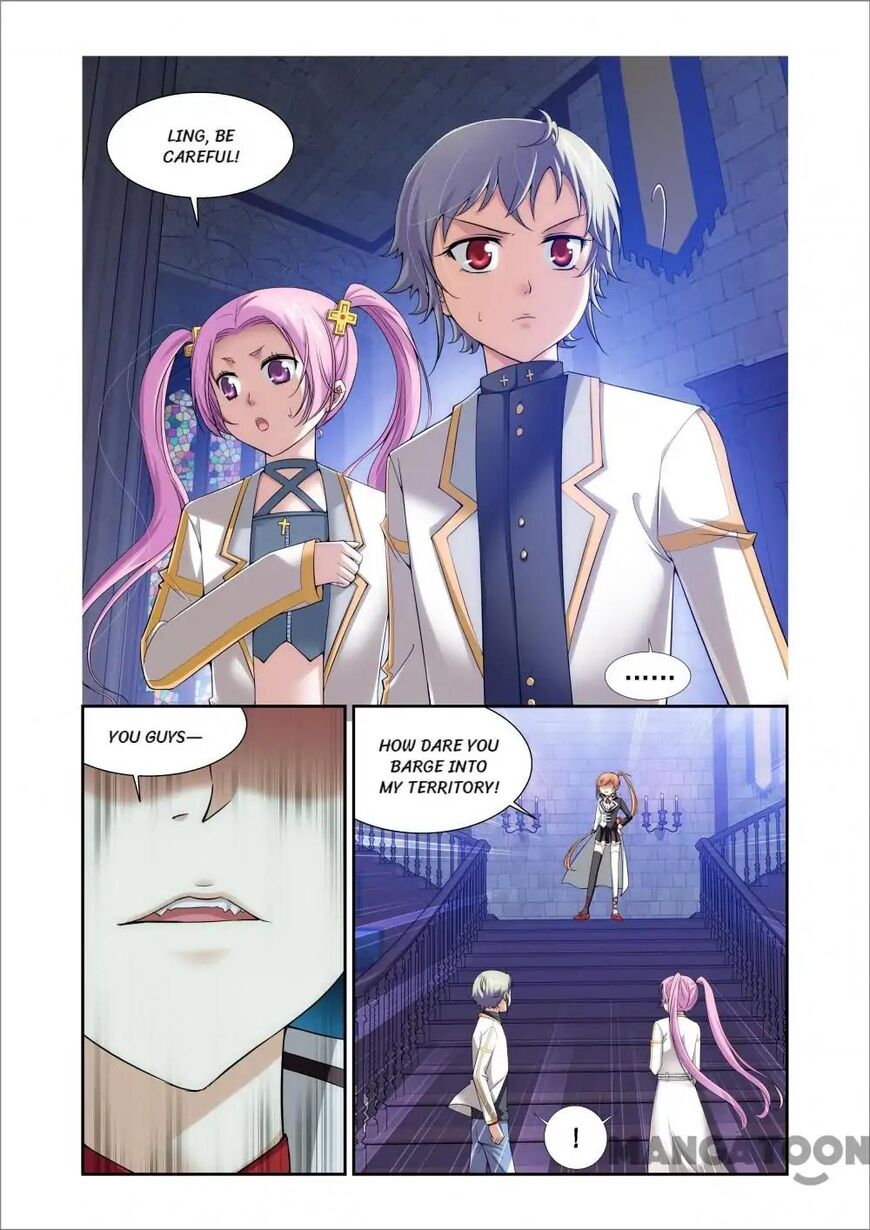 LING, BE
CAREFUL!
......
YOU GUYS—
HOW DARE YOU
BARGE INTO
MY TERRITORY!
!
MANGATOON